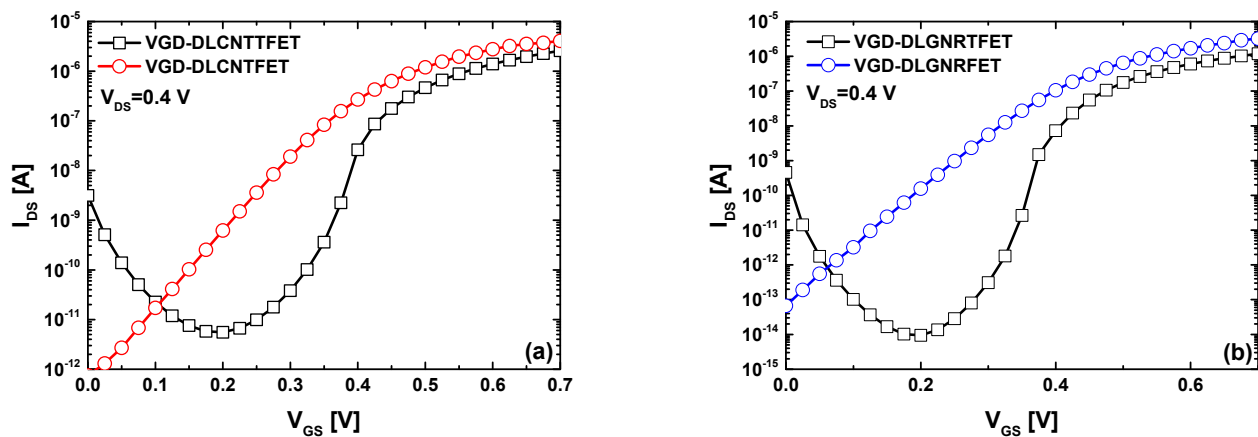 10^-5
10^-6
10^-7
10^-8
10^-9
10^-10
10^-11
10^-12
I_DS [A]
VGD-DLCNTTFET
VGD-DLCNTFET
V_DS=0.4 V
(a)
0.0 0.1 0.2 0.3 0.4 0.5 0.6 0.7
V_GS [V]
10^-5
10^-6
10^-7
10^-8
10^-9
10^-10
10^-11
10^-12
10^-13
10^-14
10^-15
I_DS [A]
VGD-DLGNRTFET
VGD-DLGNRFET
V_DS=0.4 V
(b)
0.0 0.2 0.4 0.6
V_GS [V]